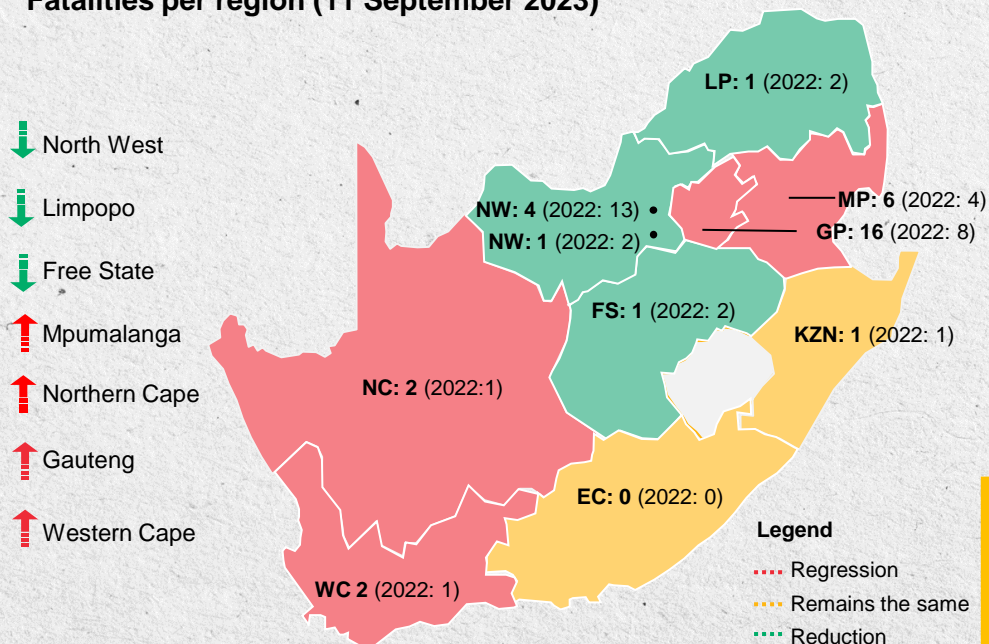 Fatalities per region (11 September 2023)
North West
Limpopo
Free State
Mpumalanga
Northern Cape
Gauteng
Western Cape
LP: 1 (2022: 2)
MP: 6 (2022: 4)
NW: 4 (2022: 13)
GP: 16 (2022: 8)
NW: 1 (2022: 2)
FS: 1 (2022: 2)
KZN: 1 (2022: 1)
NC: 2 (2022:1)
EC: 0 (2022: 0)
WC 2 (2022: 1)
Legend
Regression
Remains the same
Reduction